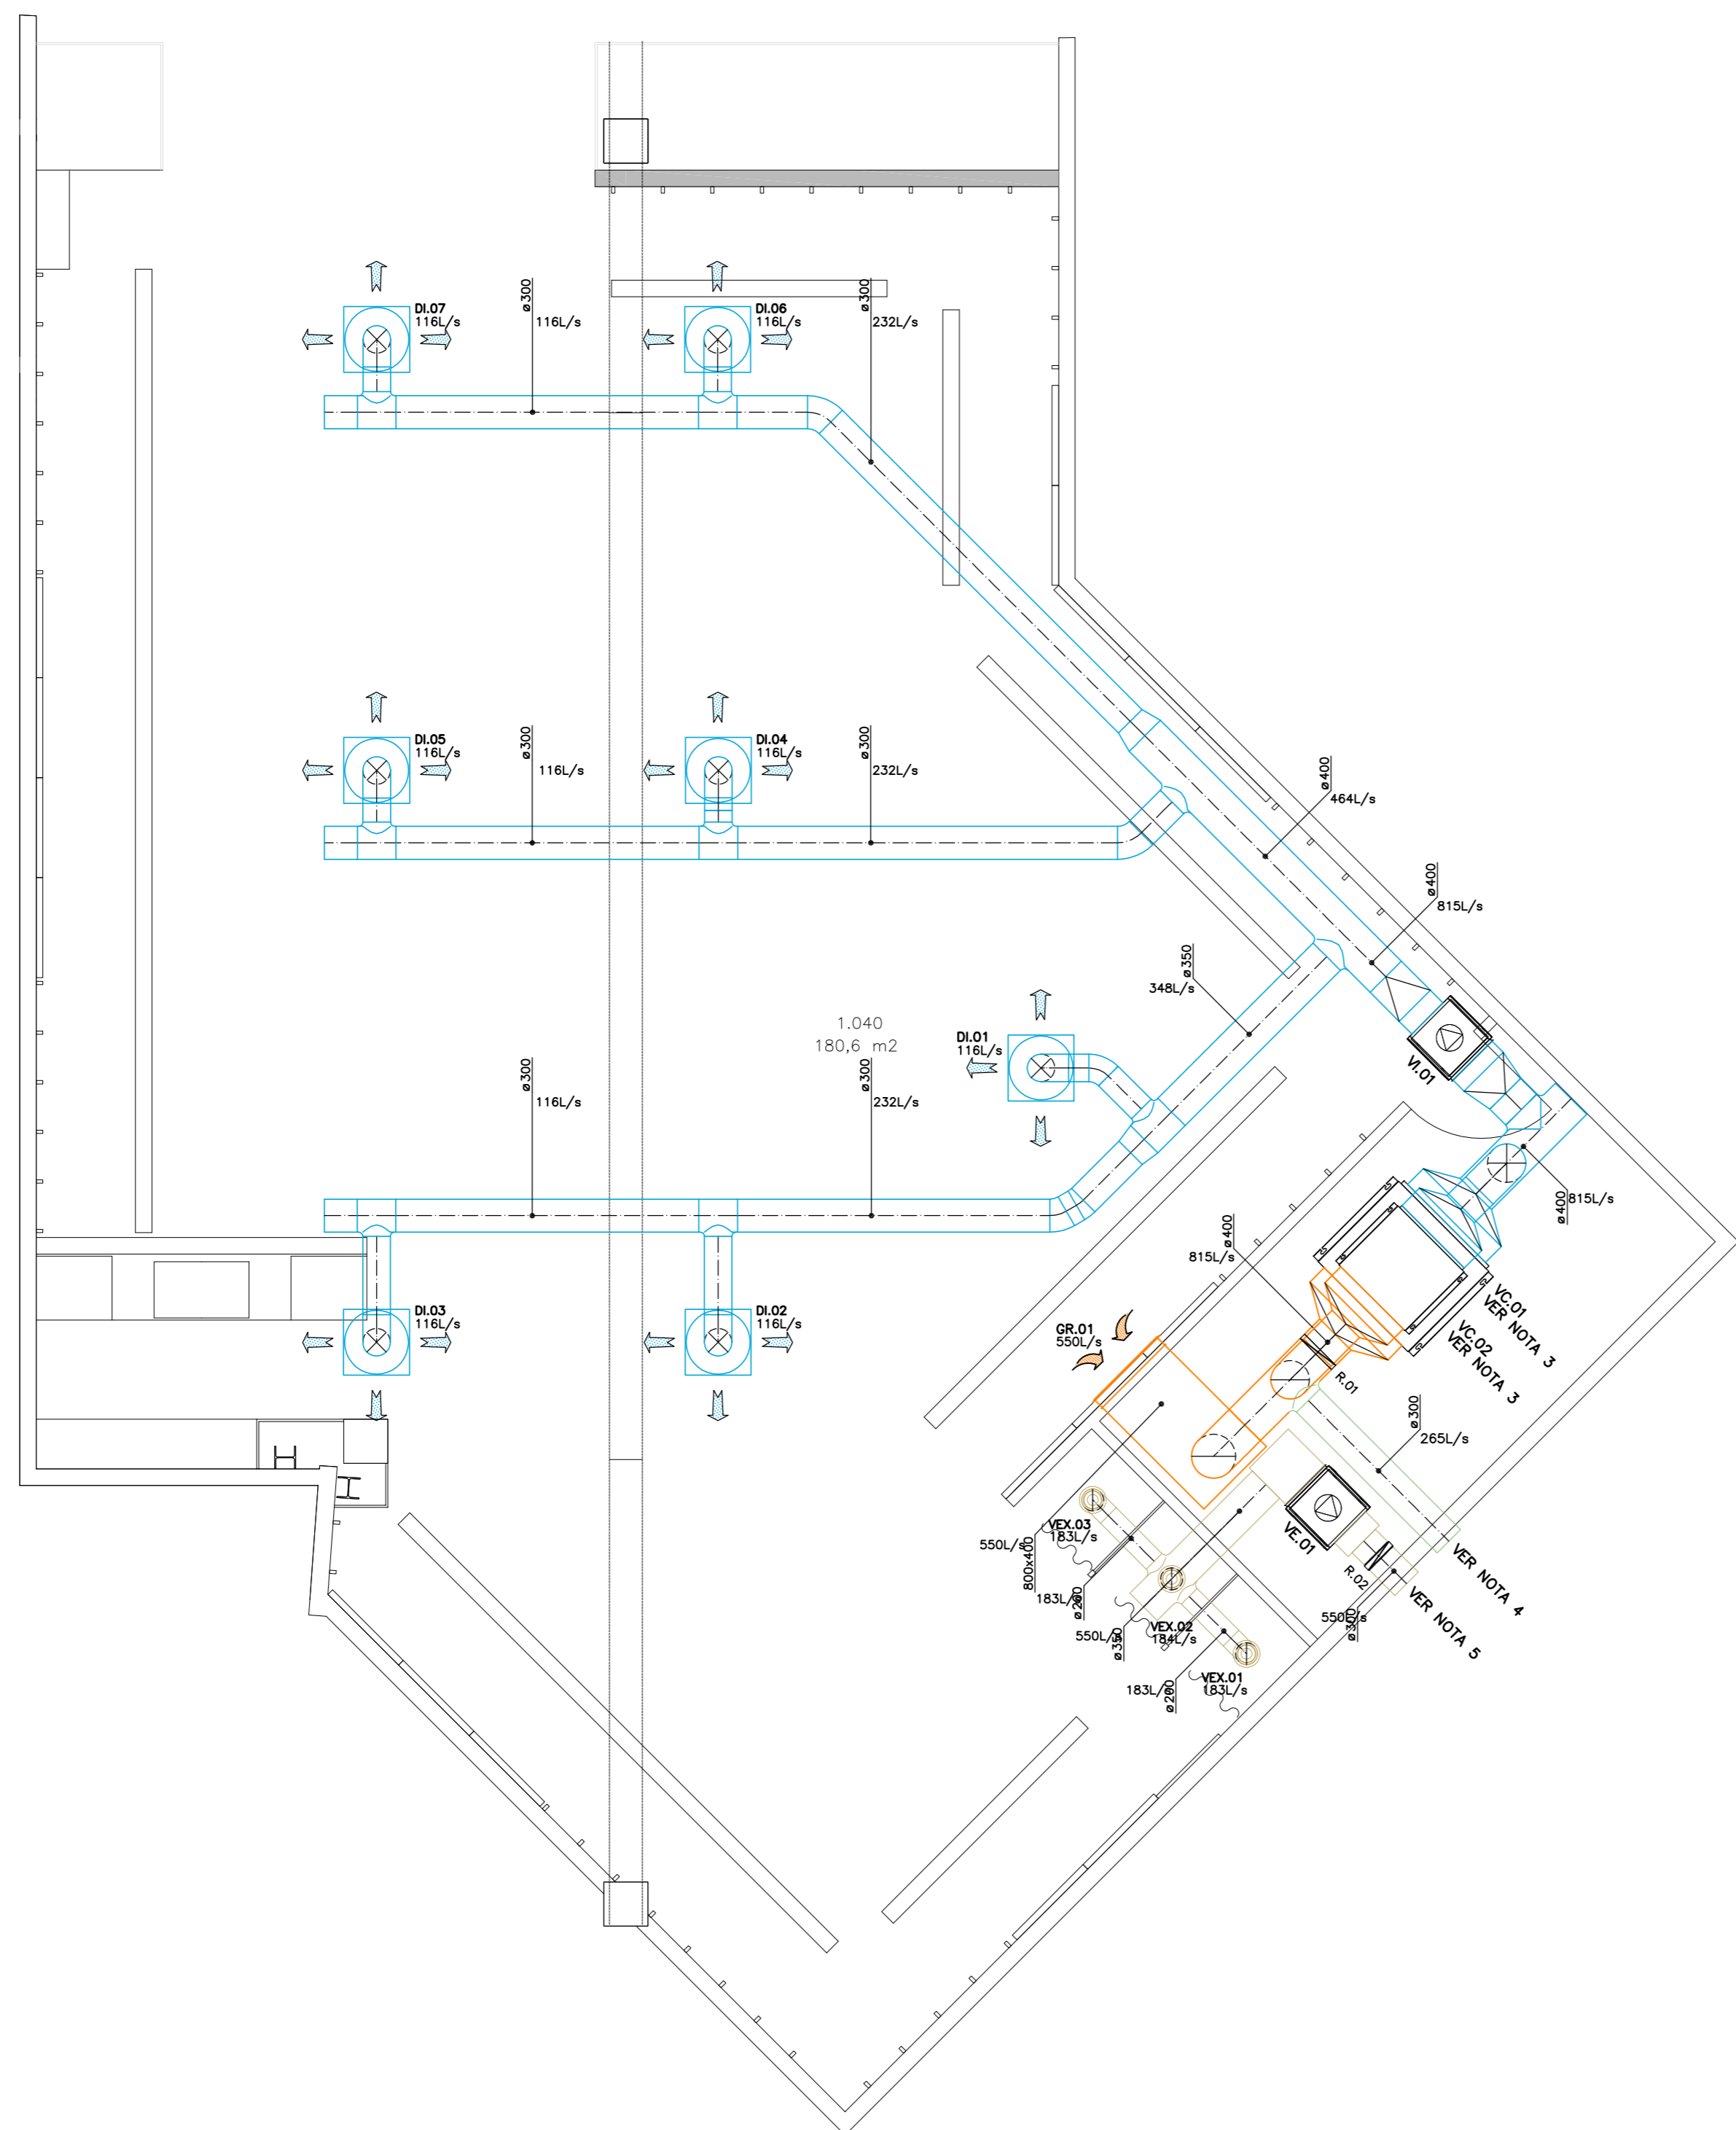 ø300
116L/s
DI.07
116L/s
DI.06
116L/s
ø300
232L/s
DI.05
116L/s
ø300
116L/s
DI.04
116L/s
ø300
232L/s
ø400
464L/s
ø400
815L/s
ø350
348L/s
1.040
180,6 m2
DI.01
116L/s
VI.01
ø300
116L/s
ø300
232L/s
ø400
815L/s
ø400
815L/s
DI.03
116L/s
DI.02
116L/s
GR.01
550L/s
VC.01
VER NOTA 3
VC.02
VER NOTA 3
R.01
ø300
265L/s
VEX.03
183L/s
550L/s
800x400
183L/s
ø200
VE.01
R.02
VER NOTA 4
VER NOTA 5
550L/s
ø300
550L/s
ø350
VEX.02
184L/s
VEX.01
183L/s
183L/s
ø200